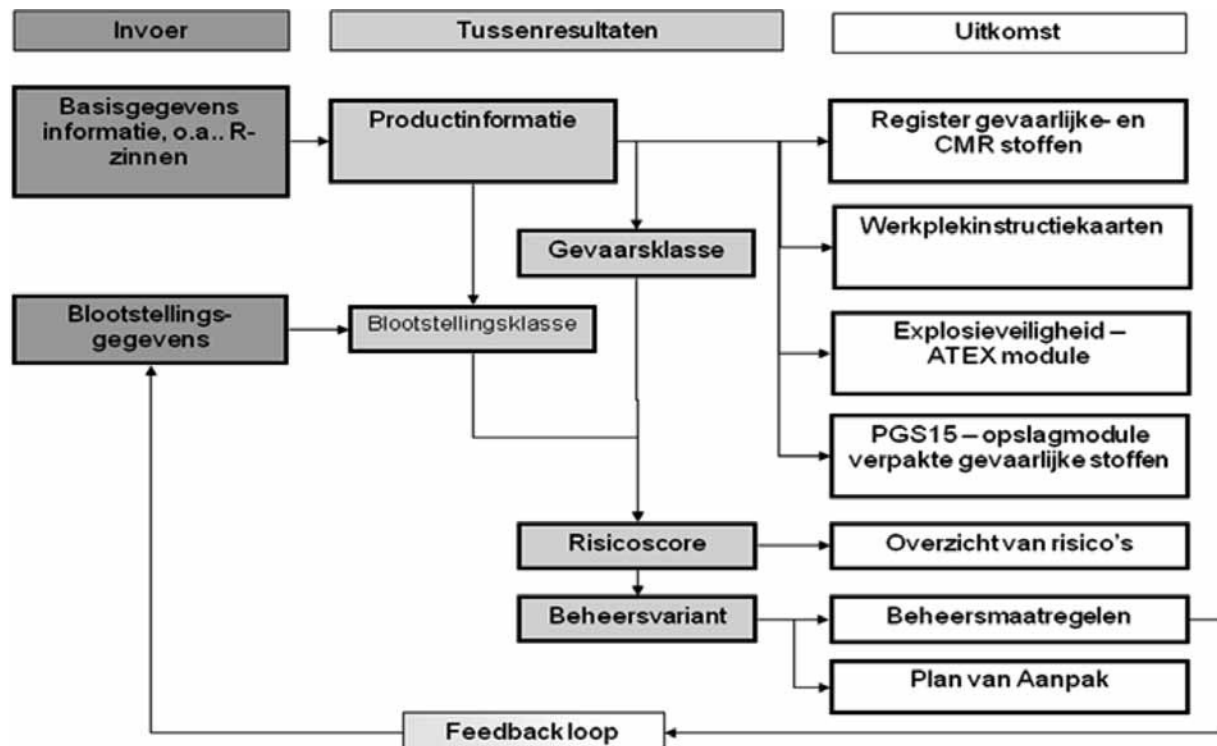 Invoer
Tussenresultaten
Uitkomst
Basisgegevens
informatie, o.a.. R-
zinnen
Productinformatie
Register gevaarlijke- en
CMR stoffen
Werkplekinstructiekaarten
Gevaarsklasse
Blootstellings-
gegevens
Blootstellingsklasse
Explosieveiligheid –
ATEX module
PGS15 – opslagmodule
verpakte gevaarlijke stoffen
Risicoscore
Overzicht van risico's
Beheersvariant
Beheersmaatregelen
Plan van Aanpak
Feedback loop